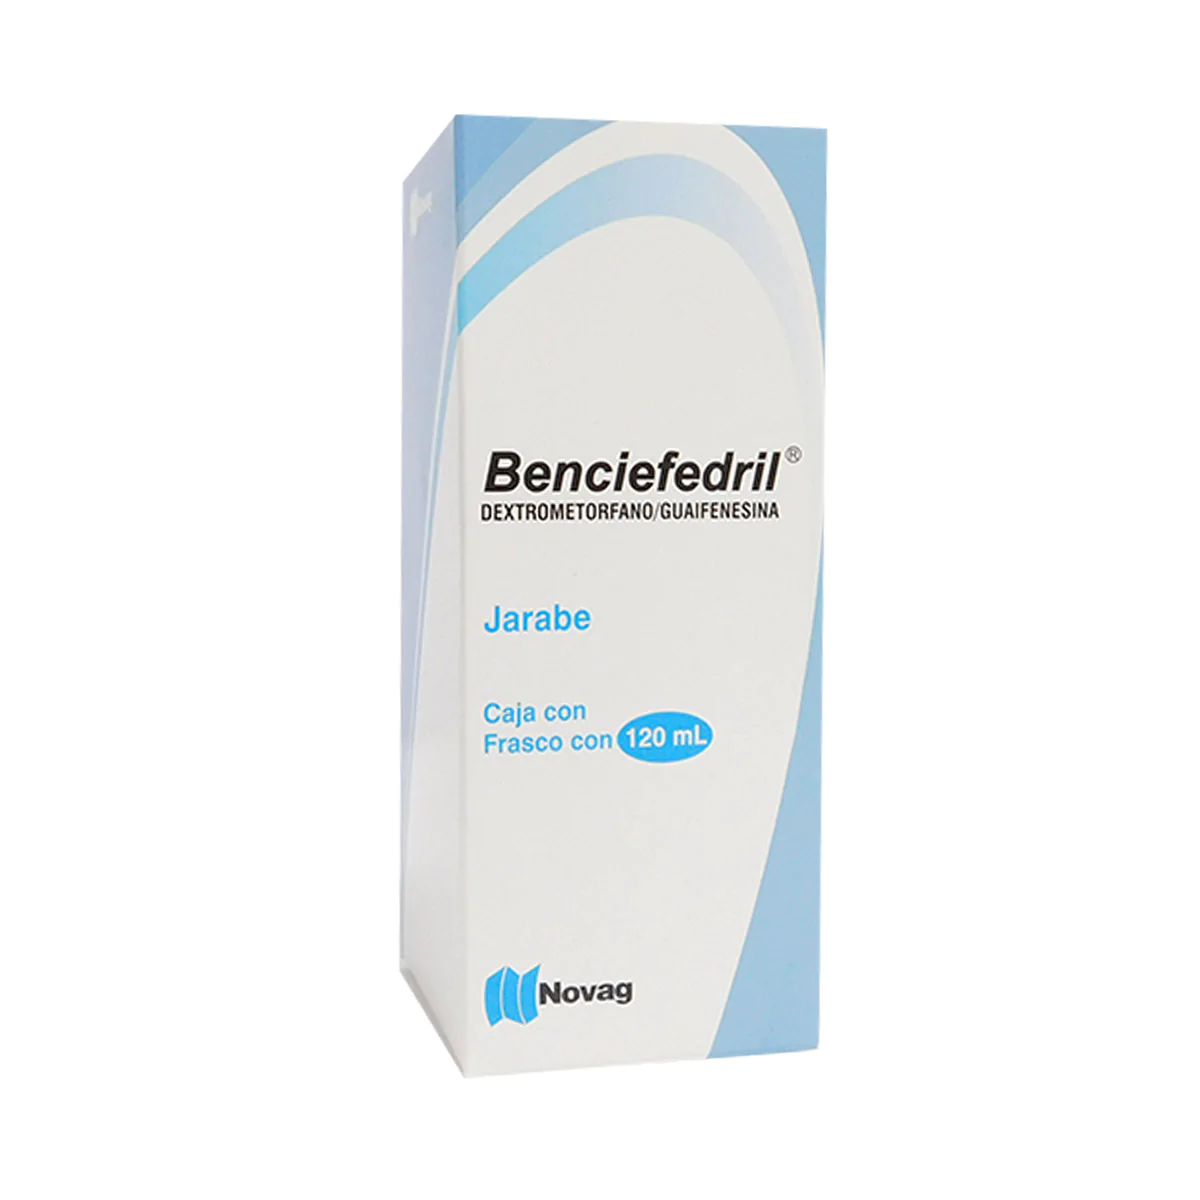 Benciefedril®
DEXTROMETORFANO/GUAIFENESINA
Jarabe
Caja con
Frasco con 120 mL
Novag